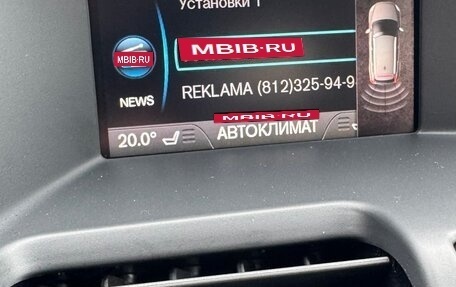 Установки 1
MBIB-RU
MBIB·RU
NEWS
REKLAMA (812)325-94-9
MBIB-RU
20.0°
АВТОКЛИМАТ